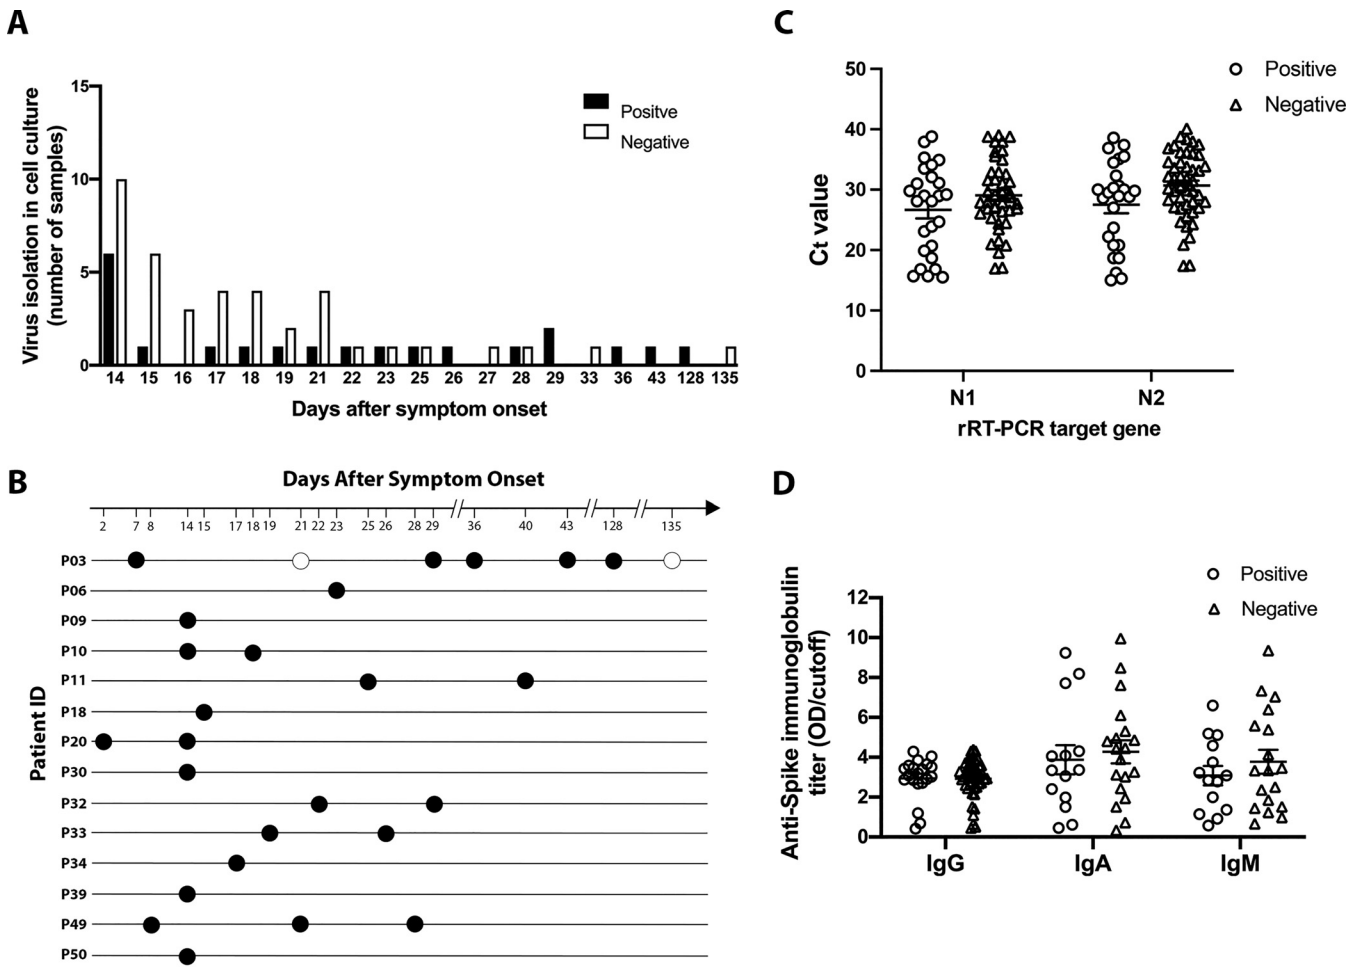 A
Virus isolation in cell culture
(number of samples)
15
10
5
0
Positve
Negative
14 15 16 17 18 19 21 22 23 25 26 27 28 29 33 36 43 128 135
Days after symptom onset
B
Days After Symptom Onset
2 7 8 14 15 17 18 19 21 22 23 25 26 28 29 36 40 43 128 135
Patient ID
P03
P06
P09
P10
P11
P18
P20
P30
P32
P33
P34
P39
P49
P50
C
Ct value
50
40
30
20
10
0
Positive
Negative
N1 N2
rRT-PCR target gene
D
Anti-Spike immunoglobulin
titer (OD/cutoff)
12
10
8
6
4
2
0
Positive
Negative
IgG IgA IgM